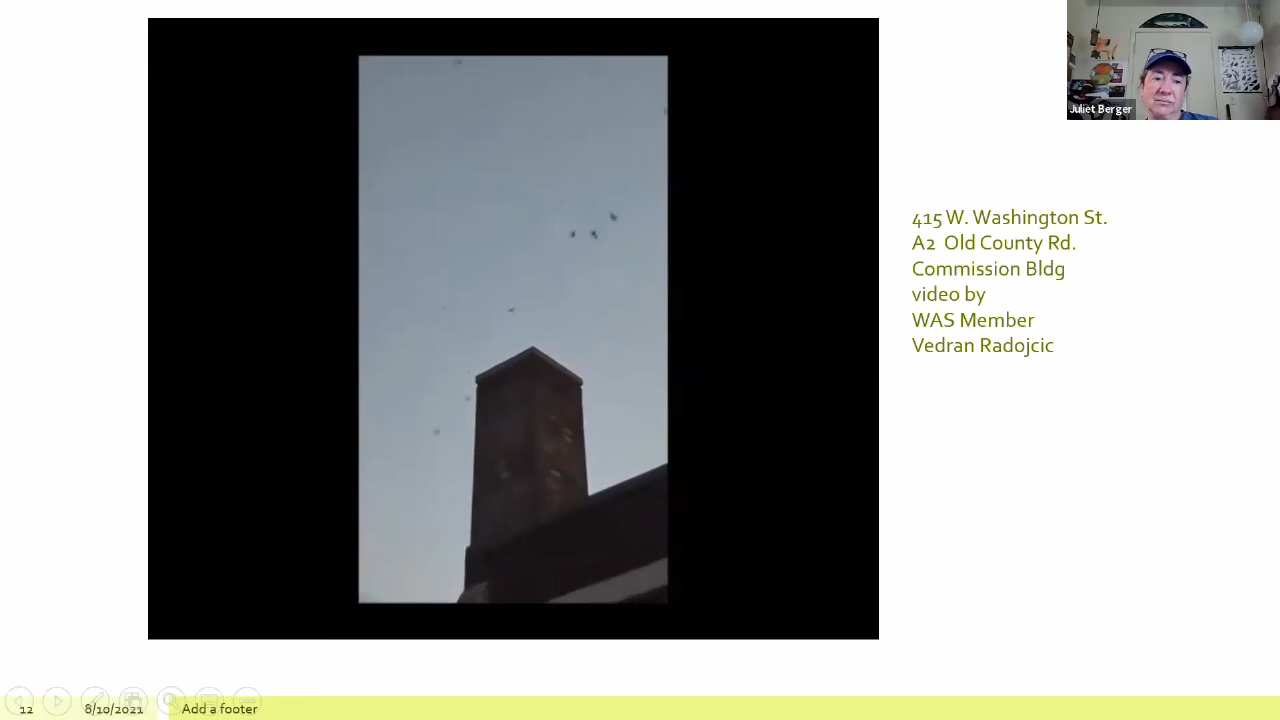 Juliet Berger
415 W. Washington St.
A2 Old County Rd.
Commission Bldg
video by
WAS Member
Vedran Radojcic
12 8/10/2021 Add a footer